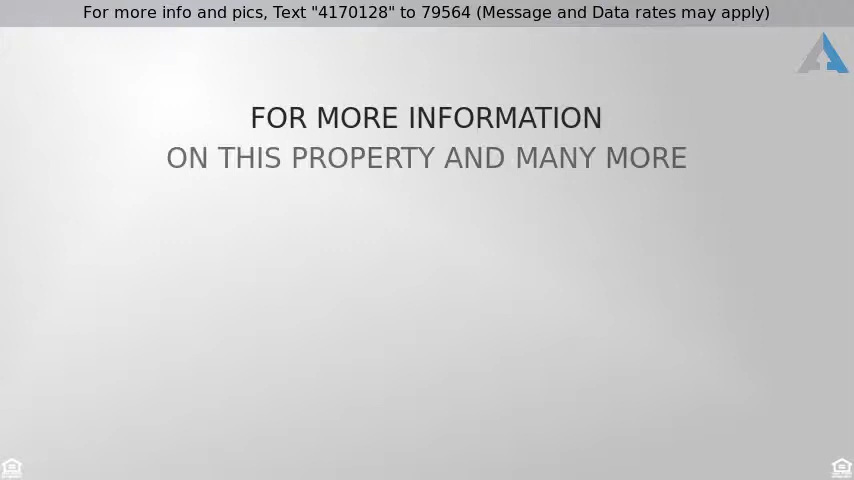 For more info and pics, Text "4170128" to 79564 (Message and Data rates may apply)
FOR MORE INFORMATION
ON THIS PROPERTY AND MANY MORE